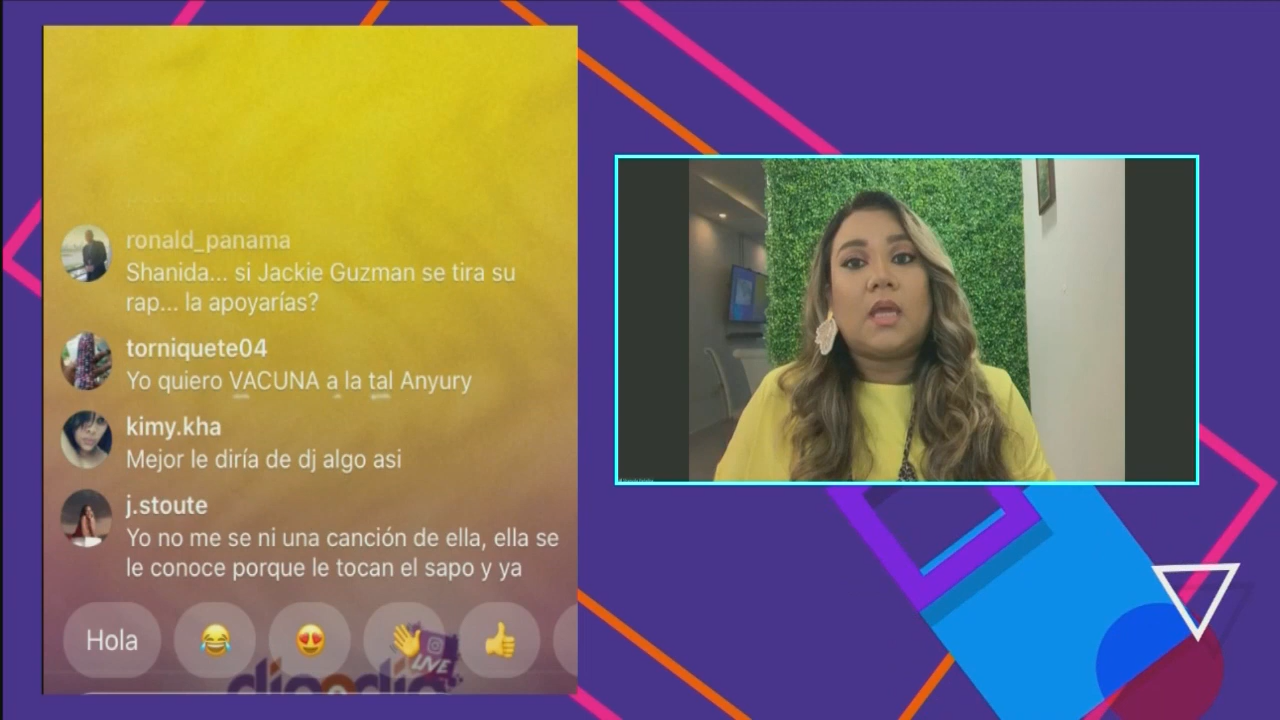 ronald_panama
Shanida... si Jackie Guzman se tira su
rap... la apoyarías?
torniquete04
Yo quiero VACUNA a la tal Anyury
kimy.kha
Mejor le diría de dj algo asi
j.stoute
Yo no me se ni una canción de ella, ella se
le conoce porque le tocan el sapo y ya
Hola
LIVE